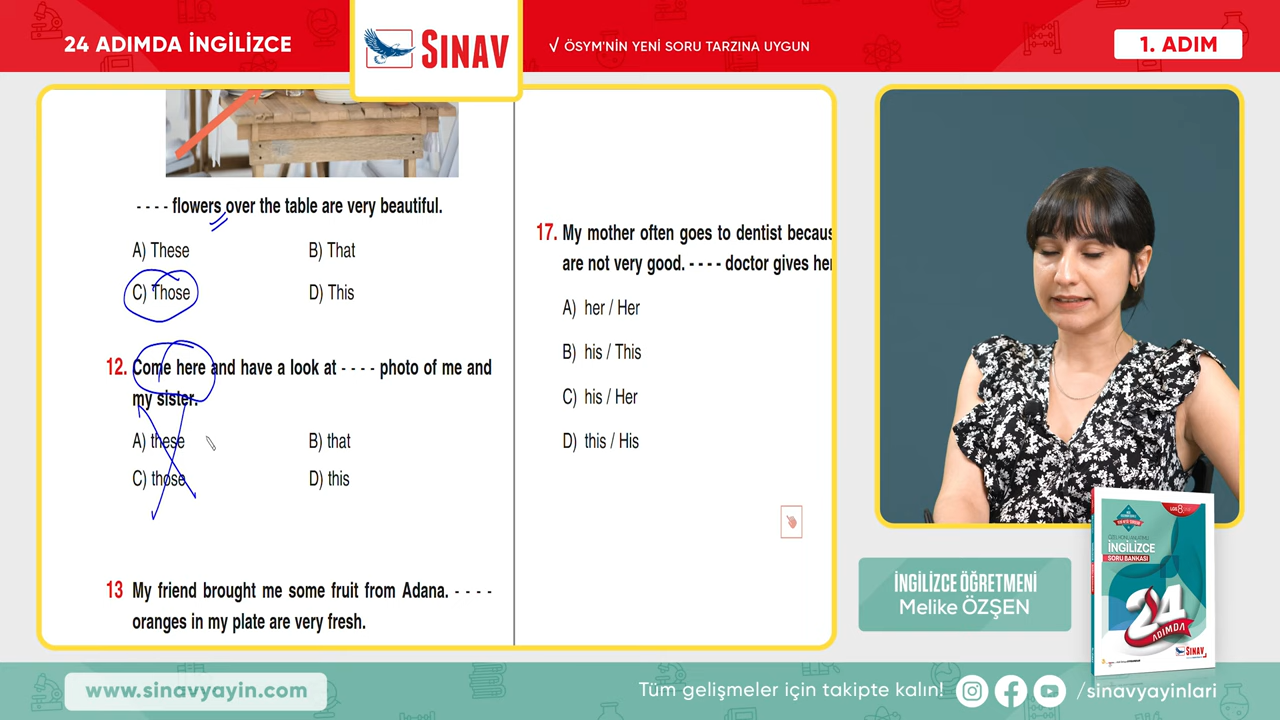 24 ADIMDA İNGİLİZCE
SINAV
√ ÖSYM'NİN YENİ SORU TARZINA UYGUN
1. ADIM
- - - - flowers over the table are very beautiful.
A) These
B) That
C) Those
D) This
12. Come here and have a look at - - - - photo of me and
my sister.
A) these
B) that
C) those
D) this
13 My friend brought me some fruit from Adana. - - - -
oranges in my plate are very fresh.
17. My mother often goes to dentist becaus
are not very good. - - - - doctor gives her
A) her / Her
B) his / This
C) his / Her
D) this / His
İNGİLİZCE ÖĞRETMENİ
Melike ÖZŞEN
İNGİLİZCE
SORU BANKASI
24
ADIMDA
SINAV
www.sinavyayin.com
Tüm gelişmeler için takipte kalın!
/sinavyayinlari